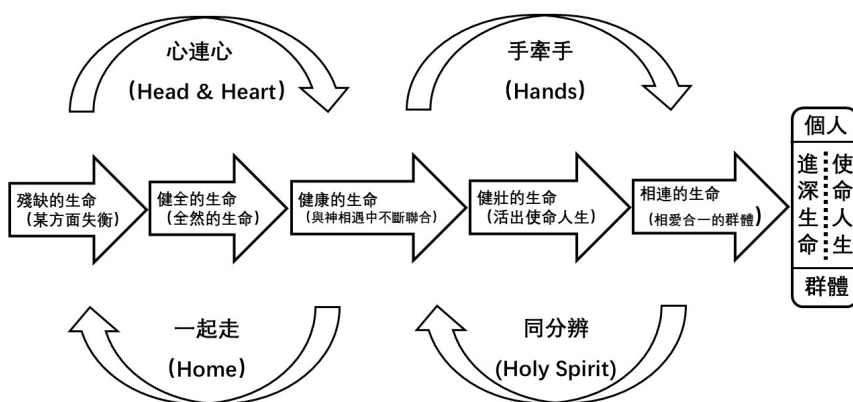 心連心
(Head & Heart)
手牽手
(Hands)
殘缺的生命
(某方面失衡)
健全的生命
(全然的生命)
健康的生命
(與神相遇中不斷聯合)
健壯的生命
(活出使命人生)
相連的生命
(相愛合一的群體)
個人
進深生命
使命人生
群體
一起走
(Home)
同分辨
(Holy Spirit)